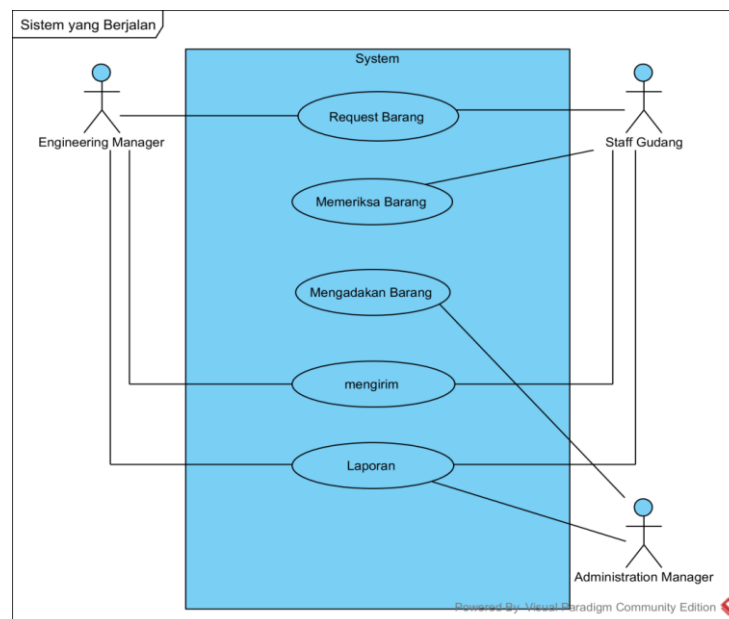 Sistem yang Berjalan
System
Engineering Manager
Request Barang
Staff Gudang
Memeriksa Barang
Mengadakan Barang
mengirim
Laporan
Administration Manager
Powered By Visual Paradigm Community Edition